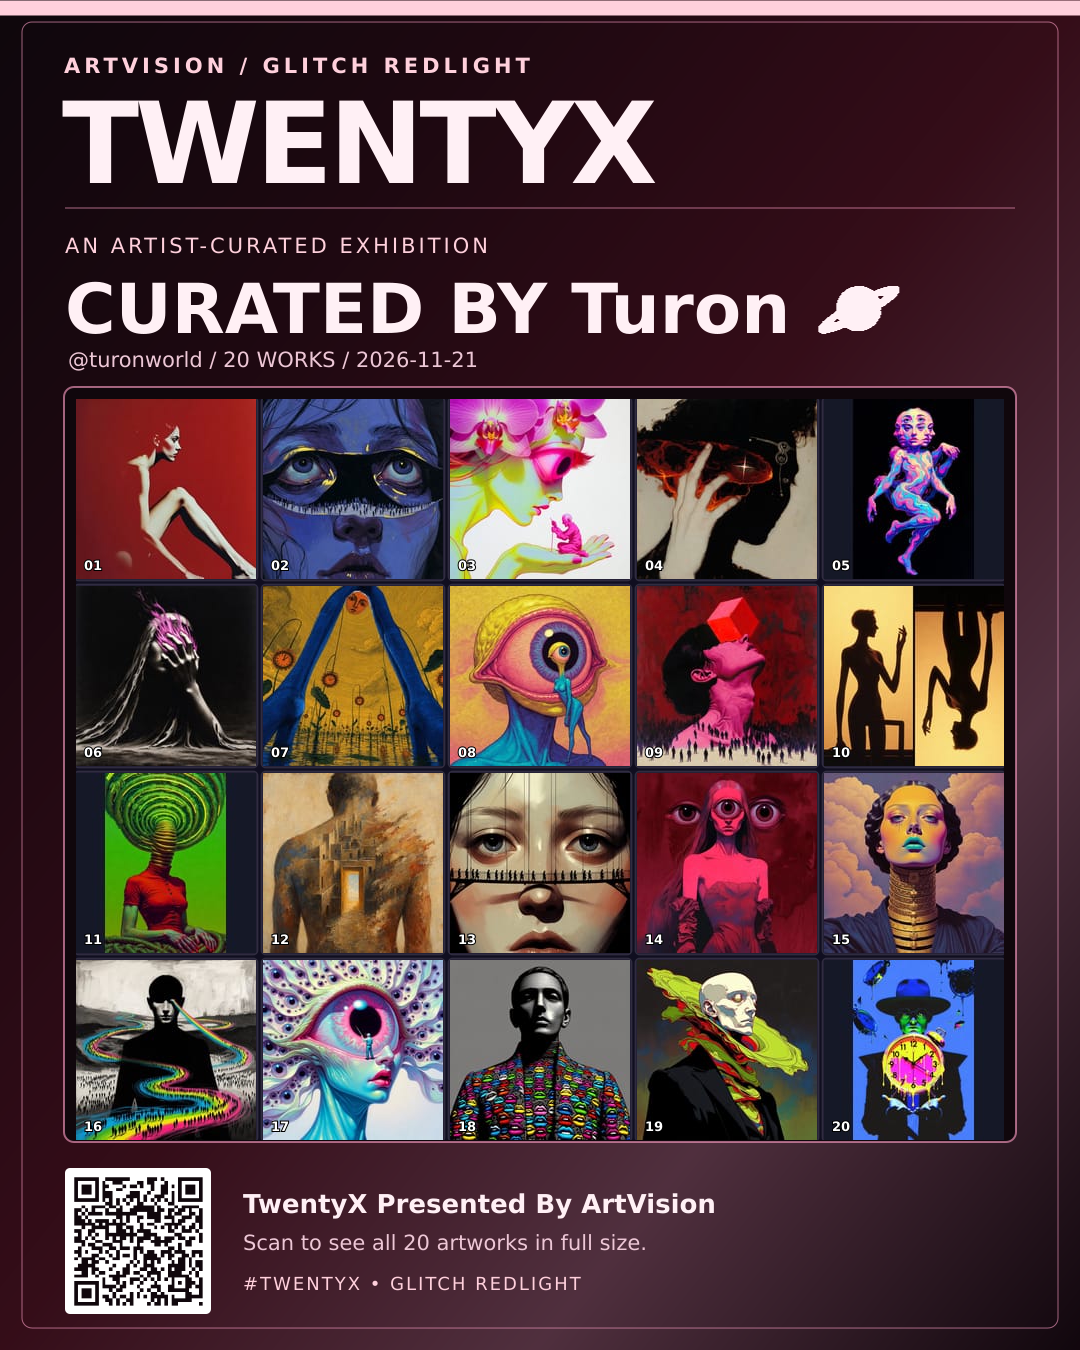 ARTVISION / GLITCH REDLIGHT
TWENTYX
AN ARTIST-CURATED EXHIBITION
CURATED BY Turon 🪐
@turonworld / 20 WORKS / 2026-11-21
01
02
03
04
05
06
07
08
09
10
11
12
13
14
15
16
17
18
19
20
TwentyX Presented By ArtVision
Scan to see all 20 artworks in full size.
#TWENTYX • GLITCH REDLIGHT